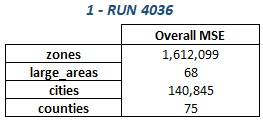 1 - RUN 4036
Overall MSE
zones 1,612,099
large_areas 68
cities 140,845
counties 75